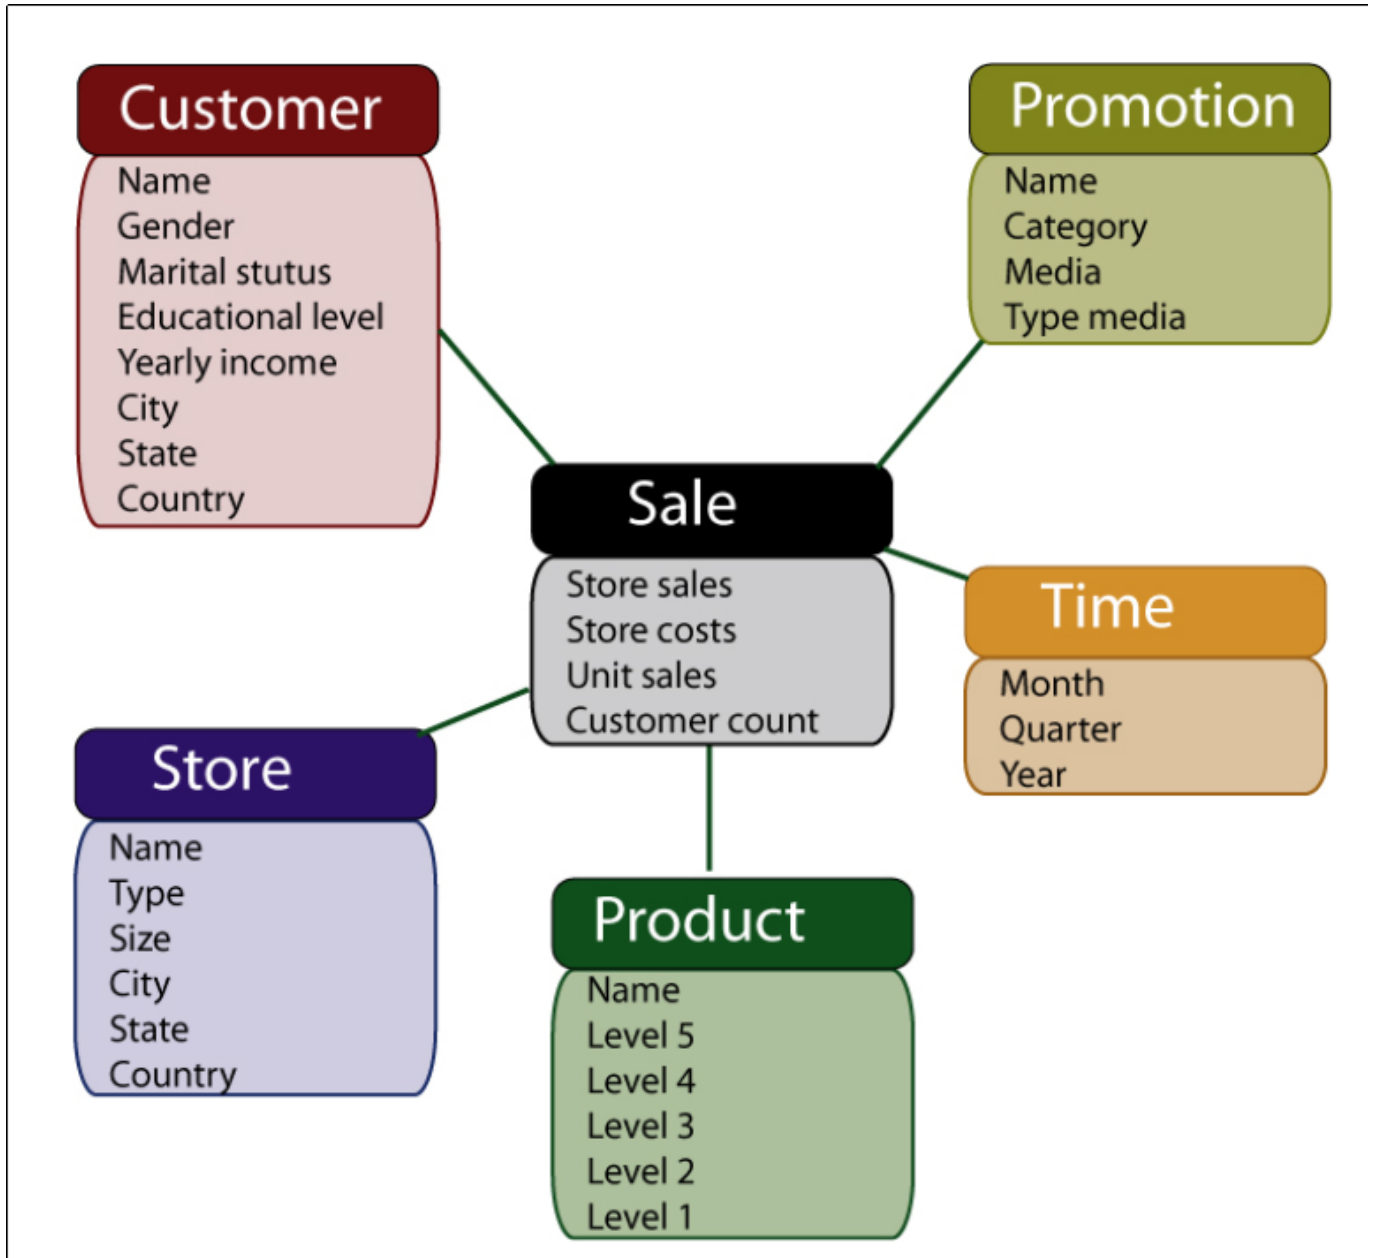 Customer
Name
Gender
Marital stutus
Educational level
Yearly income
City
State
Country
Promotion
Name
Category
Media
Type media
Sale
Store sales
Store costs
Unit sales
Customer count
Time
Month
Quarter
Year
Store
Name
Type
Size
City
State
Country
Product
Name
Level 5
Level 4
Level 3
Level 2
Level 1